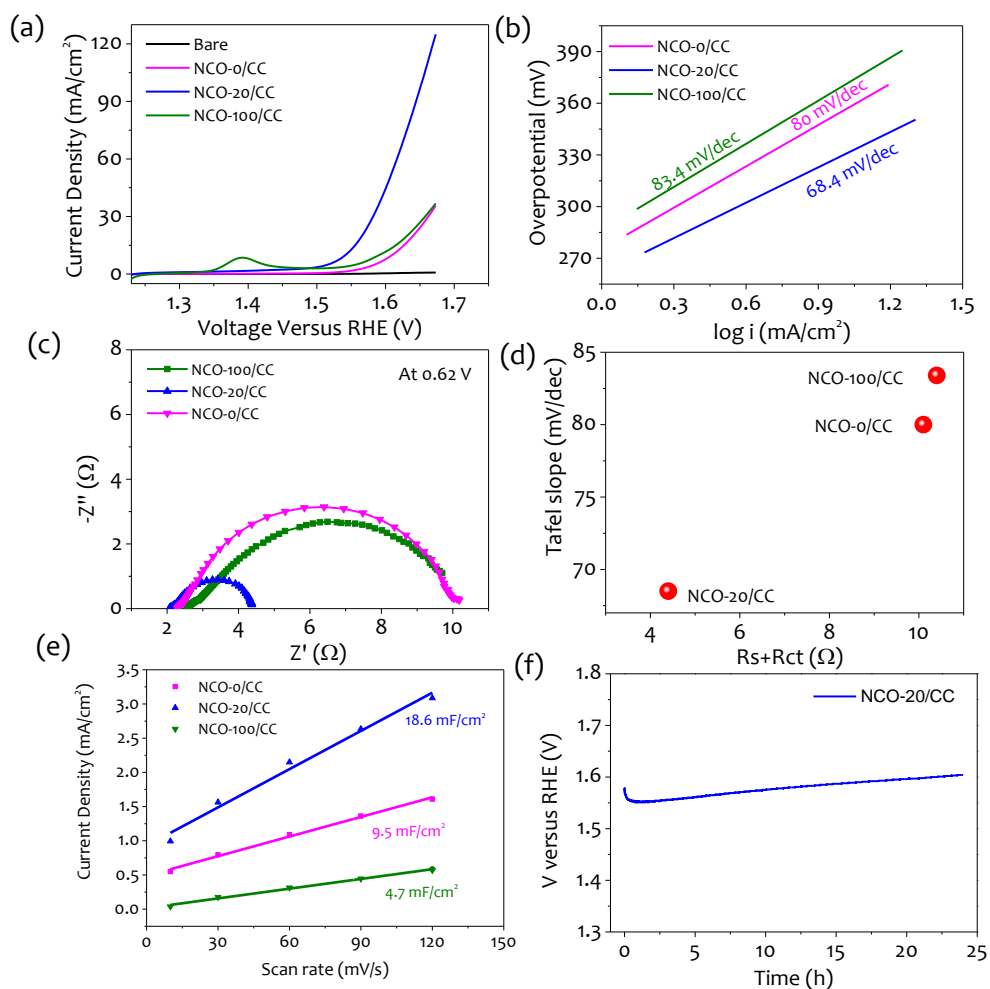 (a)
Bare
NCO-0/CC
NCO-20/CC
NCO-100/CC
120
90
60
30
0
Current Density (mA/cm²)
1.3 1.4 1.5 1.6 1.7
Voltage Versus RHE (V)
(b)
NCO-0/CC
NCO-20/CC
NCO-100/CC
83.4 mV/dec
80 mV/dec
68.4 mV/dec
390
360
330
300
270
Overpotential (mV)
0.0 0.3 0.6 0.9 1.2 1.5
log i (mA/cm²)
(c)
NCO-100/CC
NCO-20/CC
NCO-0/CC
At 0.62 V
8
6
4
2
0
-Z'' (Ω)
0 2 4 6 8 10
Z' (Ω)
(d)
NCO-100/CC
NCO-0/CC
NCO-20/CC
85
80
75
70
Tafel slope (mV/dec)
4 6 8 10
Rs+Rct (Ω)
(e)
NCO-0/CC
NCO-20/CC
NCO-100/CC
18.6 mF/cm²
9.5 mF/cm²
4.7 mF/cm²
3.5
3.0
2.5
2.0
1.5
1.0
0.5
0.0
Current Density (mA/cm²)
0 30 60 90 120 150
Scan rate (mV/s)
(f)
NCO-20/CC
1.8
1.7
1.6
1.5
1.4
1.3
V versus RHE (V)
0 5 10 15 20 25
Time (h)